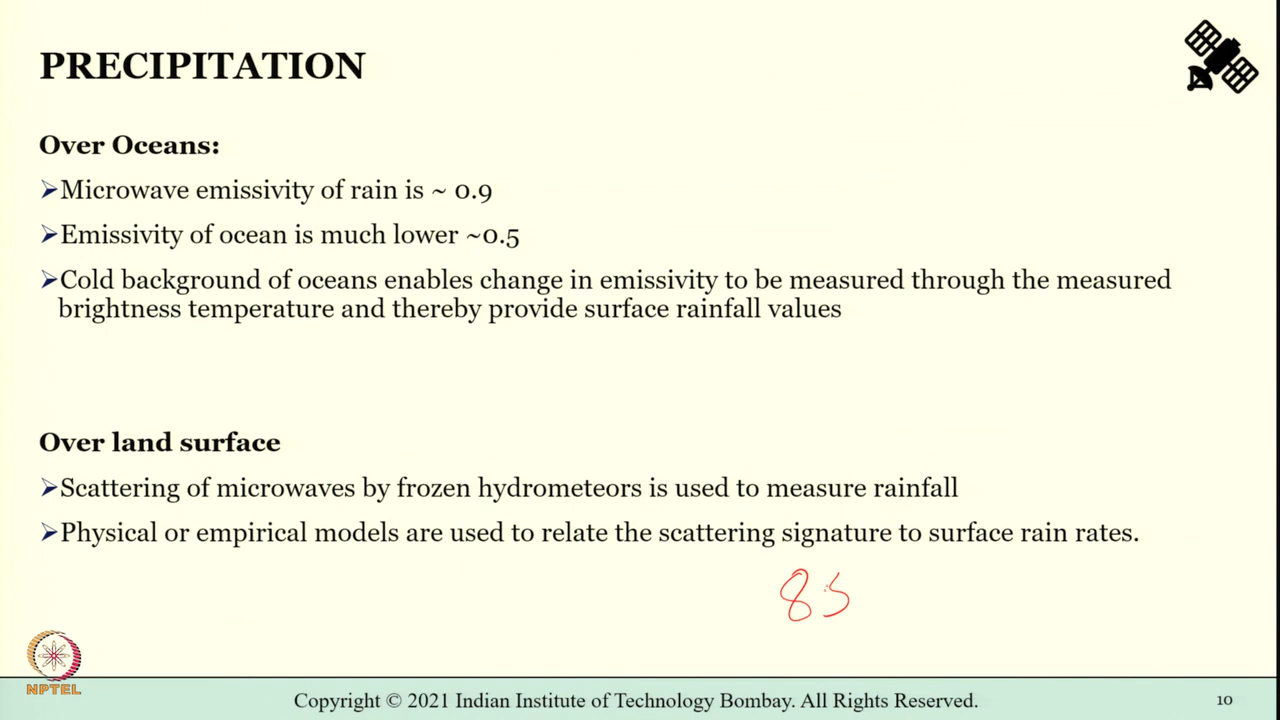 PRECIPITATION
Over Oceans:
➢Microwave emissivity of rain is ~ 0.9
➢Emissivity of ocean is much lower ~0.5
➢Cold background of oceans enables change in emissivity to be measured through the measured
brightness temperature and thereby provide surface rainfall values
Over land surface
➢Scattering of microwaves by frozen hydrometeors is used to measure rainfall
➢Physical or empirical models are used to relate the scattering signature to surface rain rates.
85
NPTEL
Copyright © 2021 Indian Institute of Technology Bombay. All Rights Reserved.
10